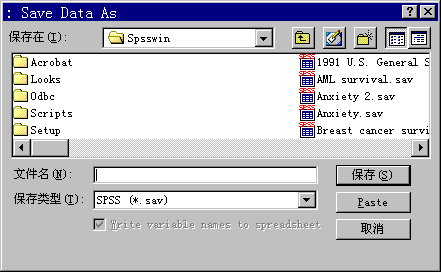 : Save Data As
保存在(I):
Spsswin
Acrobat
Looks
Odbc
Scripts
Setup
1991 U.S. General S
AML survival.sav
Anxiety 2.sav
Anxiety.sav
Breast cancer survi
文件名(N):
保存(S)
保存类型(T):
SPSS (*.sav)
Paste
Write variable names to spreadsheet
取消